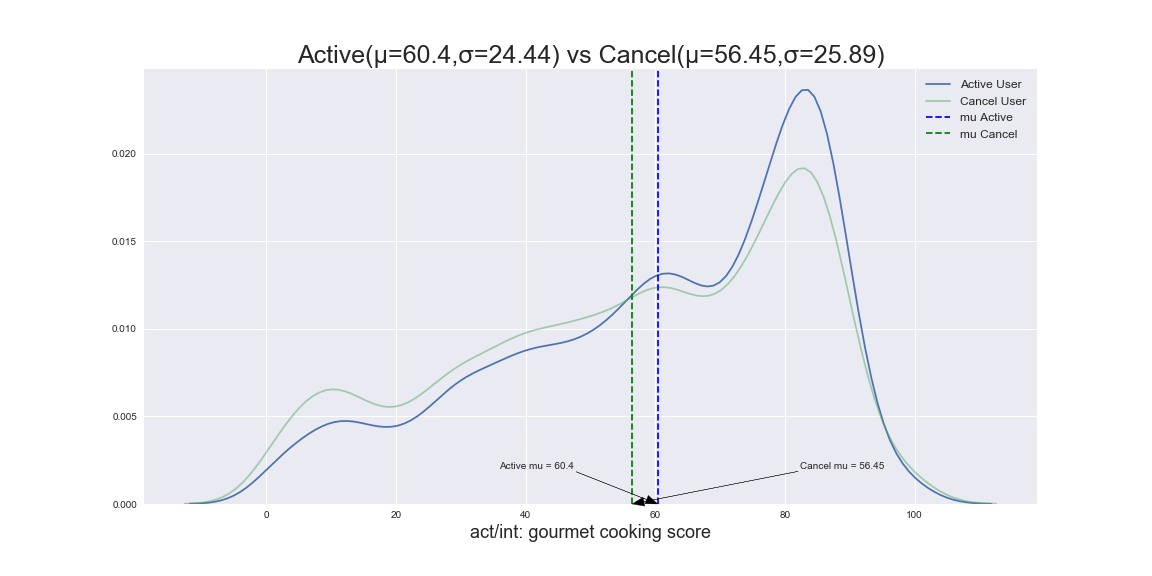 Active(μ=60.4,σ=24.44) vs Cancel(μ=56.45,σ=25.89)
Active User
Cancel User
mu Active
mu Cancel
0.020
0.015
0.010
0.005
0.000
Active mu = 60.4
Cancel mu = 56.45
0
20
40
60
80
100
act/int: gourmet cooking score